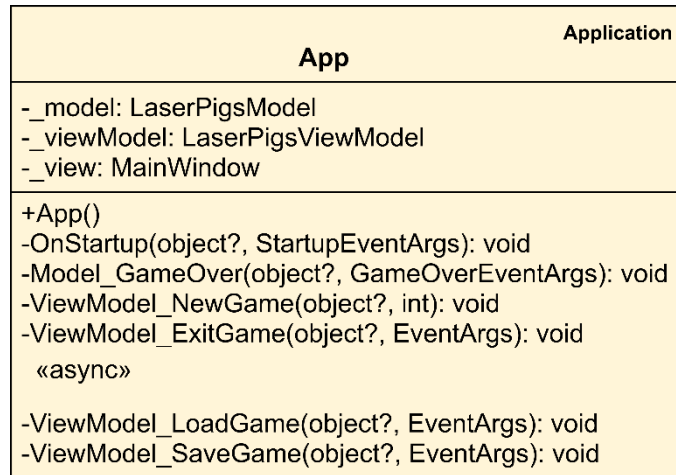 Application
App
-_model: LaserPigsModel
-_viewModel: LaserPigsViewModel
-_view: MainWindow
+App()
-OnStartup(object?, StartupEventArgs): void
-Model_GameOver(object?, GameOverEventArgs): void
-ViewModel_NewGame(object?, int): void
-ViewModel_ExitGame(object?, EventArgs): void
«async»
-ViewModel_LoadGame(object?, EventArgs): void
-ViewModel_SaveGame(object?, EventArgs): void